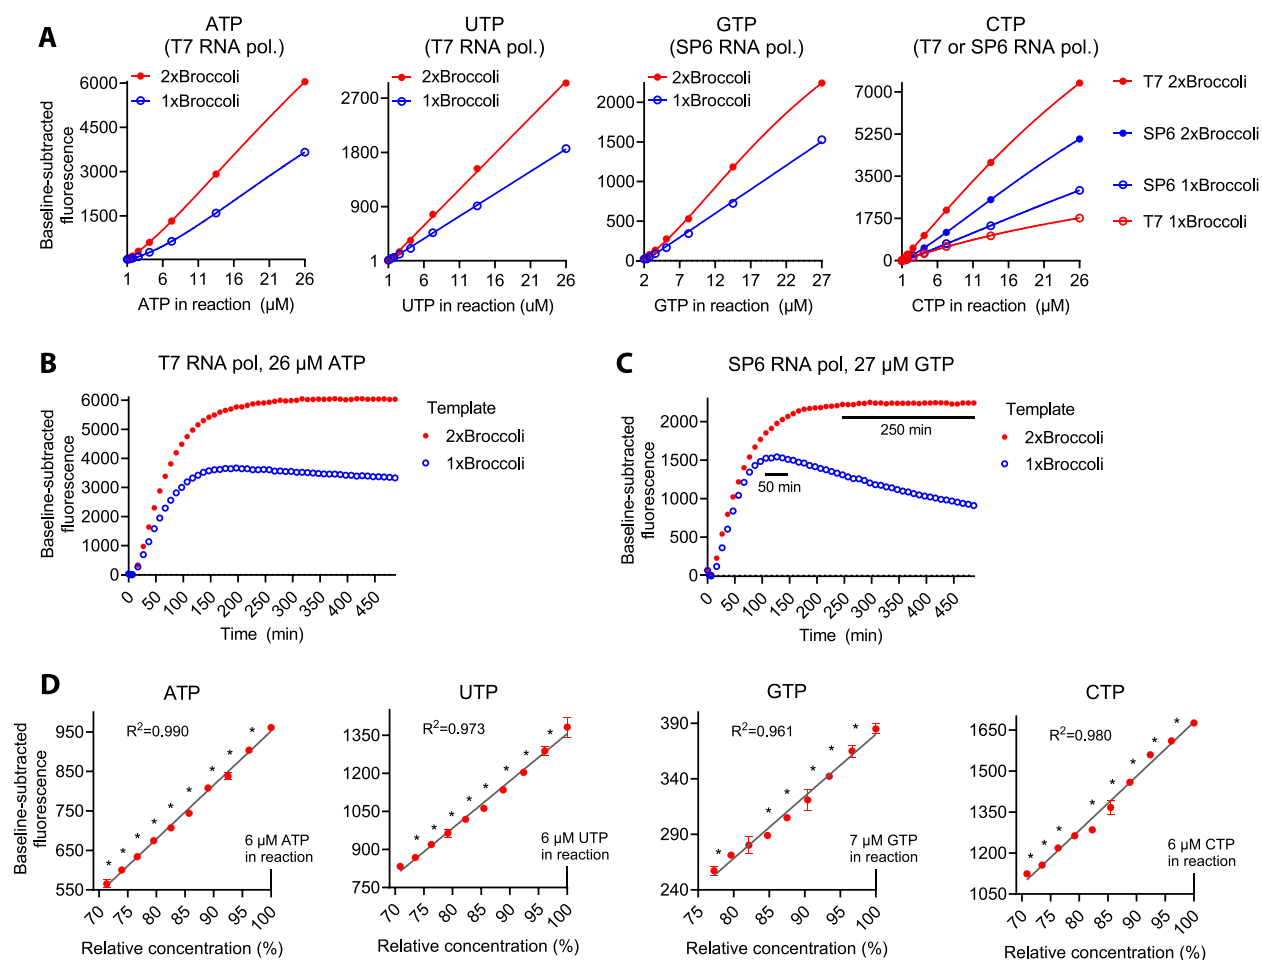 A
ATP
(T7 RNA pol.)
Baseline-subtracted
fluorescence
6000
4500
3000
1500
2xBroccoli
1xBroccoli
1 6 11 16 21 26
ATP in reaction (µM)
UTP
(T7 RNA pol.)
2700
1800
900
1
2xBroccoli
1xBroccoli
1 6 11 16 21 26
UTP in reaction (uM)
GTP
(SP6 RNA pol.)
2000
1500
1000
500
0
2xBroccoli
1xBroccoli
2 7 12 17 22 27
GTP in reaction (µM)
CTP
(T7 or SP6 RNA pol.)
7000
5250
3500
1750
0
1 6 11 16 21 26
CTP in reaction (µM)
T7 2xBroccoli
SP6 2xBroccoli
SP6 1xBroccoli
T7 1xBroccoli
B
T7 RNA pol, 26 µM ATP
Baseline-subtracted
fluorescence
6000
5000
4000
3000
2000
1000
0
0 50 100 150 200 250 300 350 400 450
Time (min)
Template
2xBroccoli
1xBroccoli
C
SP6 RNA pol, 27 µM GTP
Baseline-subtracted
fluorescence
2000
1500
1000
500
0
250 min
50 min
0 50 100 150 200 250 300 350 400 450
Time (min)
Template
2xBroccoli
1xBroccoli
D
ATP
Baseline-subtracted
fluorescence
950
850
750
650
550
R²=0.990
* * * * * * * * *
6 µM ATP
in reaction
70 75 80 85 90 95 100
Relative concentration (%)
UTP
1350
1200
1050
900
750
R²=0.973
* * * * * * * *
6 µM UTP
in reaction
70 75 80 85 90 95 100
Relative concentration (%)
GTP
390
340
290
240
R²=0.961
* * * * * *
7 µM GTP
in reaction
75 80 85 90 95 100
Relative concentration (%)
CTP
1650
1500
1350
1200
1050
R²=0.980
* * * * * * * *
6 µM CTP
in reaction
70 75 80 85 90 95 100
Relative concentration (%)